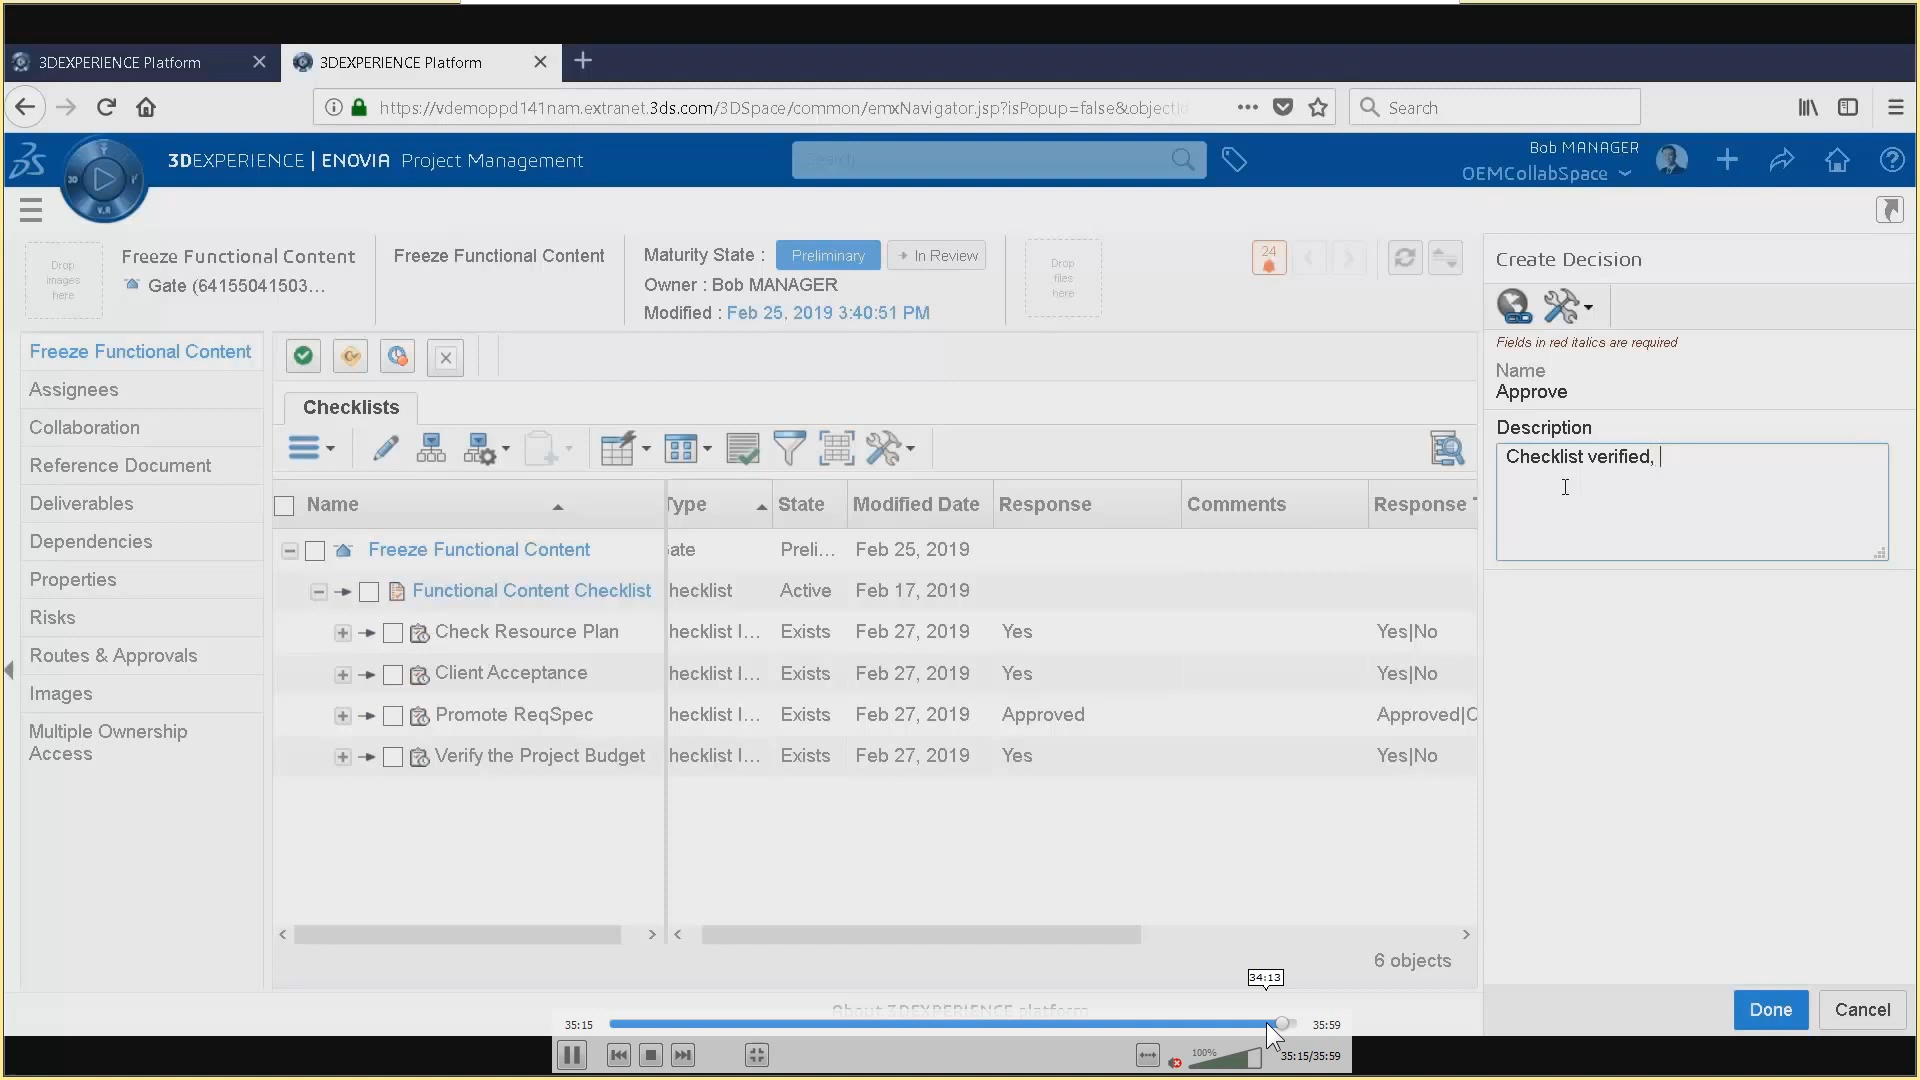 3DEXPERIENCE Platform
3DEXPERIENCE Platform
https://vdemoppd141nam.extranet.3ds.com/3DSpace/common/emxNavigator.jsp?isPopup=false&objectId
Search
3DEXPERIENCE | ENOVIA Project Management
Search
Bob MANAGER
OEMCollabSpace
3D
V.R
Drop
images
here
Freeze Functional Content
Gate (64155041503...
Freeze Functional Content
Maturity State :
Preliminary
In Review
Owner : Bob MANAGER
Modified : Feb 25, 2019 3:40:51 PM
Drop
files
here
24
Create Decision
Fields in red italics are required
Name
Approve
Description
Checklist verified,
Freeze Functional Content
Assignees
Collaboration
Reference Document
Deliverables
Dependencies
Properties
Risks
Routes & Approvals
Images
Multiple Ownership
Access
Checklists
Name Type State Modified Date Response Comments Response T
Freeze Functional Content ate Preli... Feb 25, 2019
Functional Content Checklist hecklist Active Feb 17, 2019
Check Resource Plan hecklist I... Exists Feb 27, 2019 Yes Yes|No
Client Acceptance hecklist I... Exists Feb 27, 2019 Yes Yes|No
Promote ReqSpec hecklist I... Exists Feb 27, 2019 Approved Approved|C
Verify the Project Budget hecklist I... Exists Feb 27, 2019 Yes Yes|No
6 objects
34:13
About 3DEXPERIENCE platform
Done
Cancel
35:15
35:59
100%
35:15/35:59